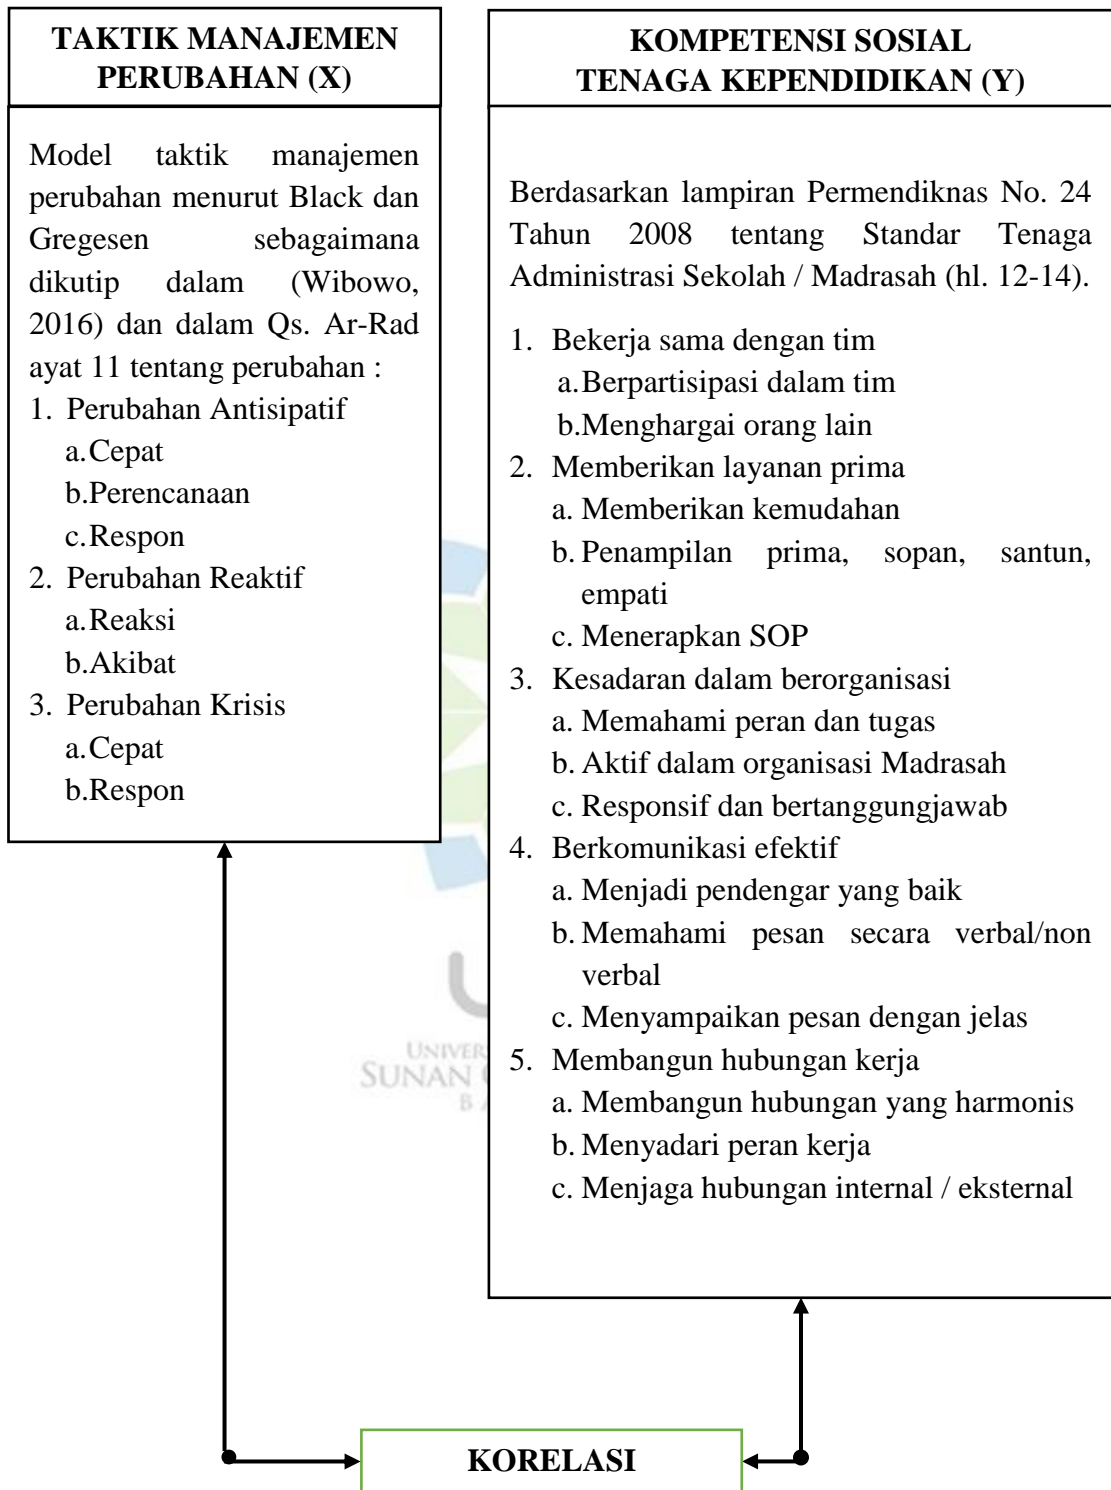 TAKTIK MANAJEMEN
PERUBAHAN (X)
Model taktik manajemen
perubahan menurut Black dan
Gregesen sebagaimana
dikutip dalam (Wibowo,
2016) dan dalam Qs. Ar-Rad
ayat 11 tentang perubahan :
1. Perubahan Antisipatif
a.Cepat
b.Perencanaan
c.Respon
2. Perubahan Reaktif
a.Reaksi
b.Akibat
3. Perubahan Krisis
a.Cepat
b.Respon
KOMPETENSI SOSIAL
TENAGA KEPENDIDIKAN (Y)
Berdasarkan lampiran Permendiknas No. 24
Tahun 2008 tentang Standar Tenaga
Administrasi Sekolah / Madrasah (hl. 12-14).
1. Bekerja sama dengan tim
a.Berpartisipasi dalam tim
b.Menghargai orang lain
2. Memberikan layanan prima
a. Memberikan kemudahan
b. Penampilan prima, sopan, santun,
empati
c. Menerapkan SOP
3. Kesadaran dalam berorganisasi
a. Memahami peran dan tugas
b. Aktif dalam organisasi Madrasah
c. Responsif dan bertanggungjawab
4. Berkomunikasi efektif
a. Menjadi pendengar yang baik
b. Memahami pesan secara verbal/non
verbal
c. Menyampaikan pesan dengan jelas
5. Membangun hubungan kerja
a. Membangun hubungan yang harmonis
b. Menyadari peran kerja
c. Menjaga hubungan internal / eksternal
SUNAN
KORELASI